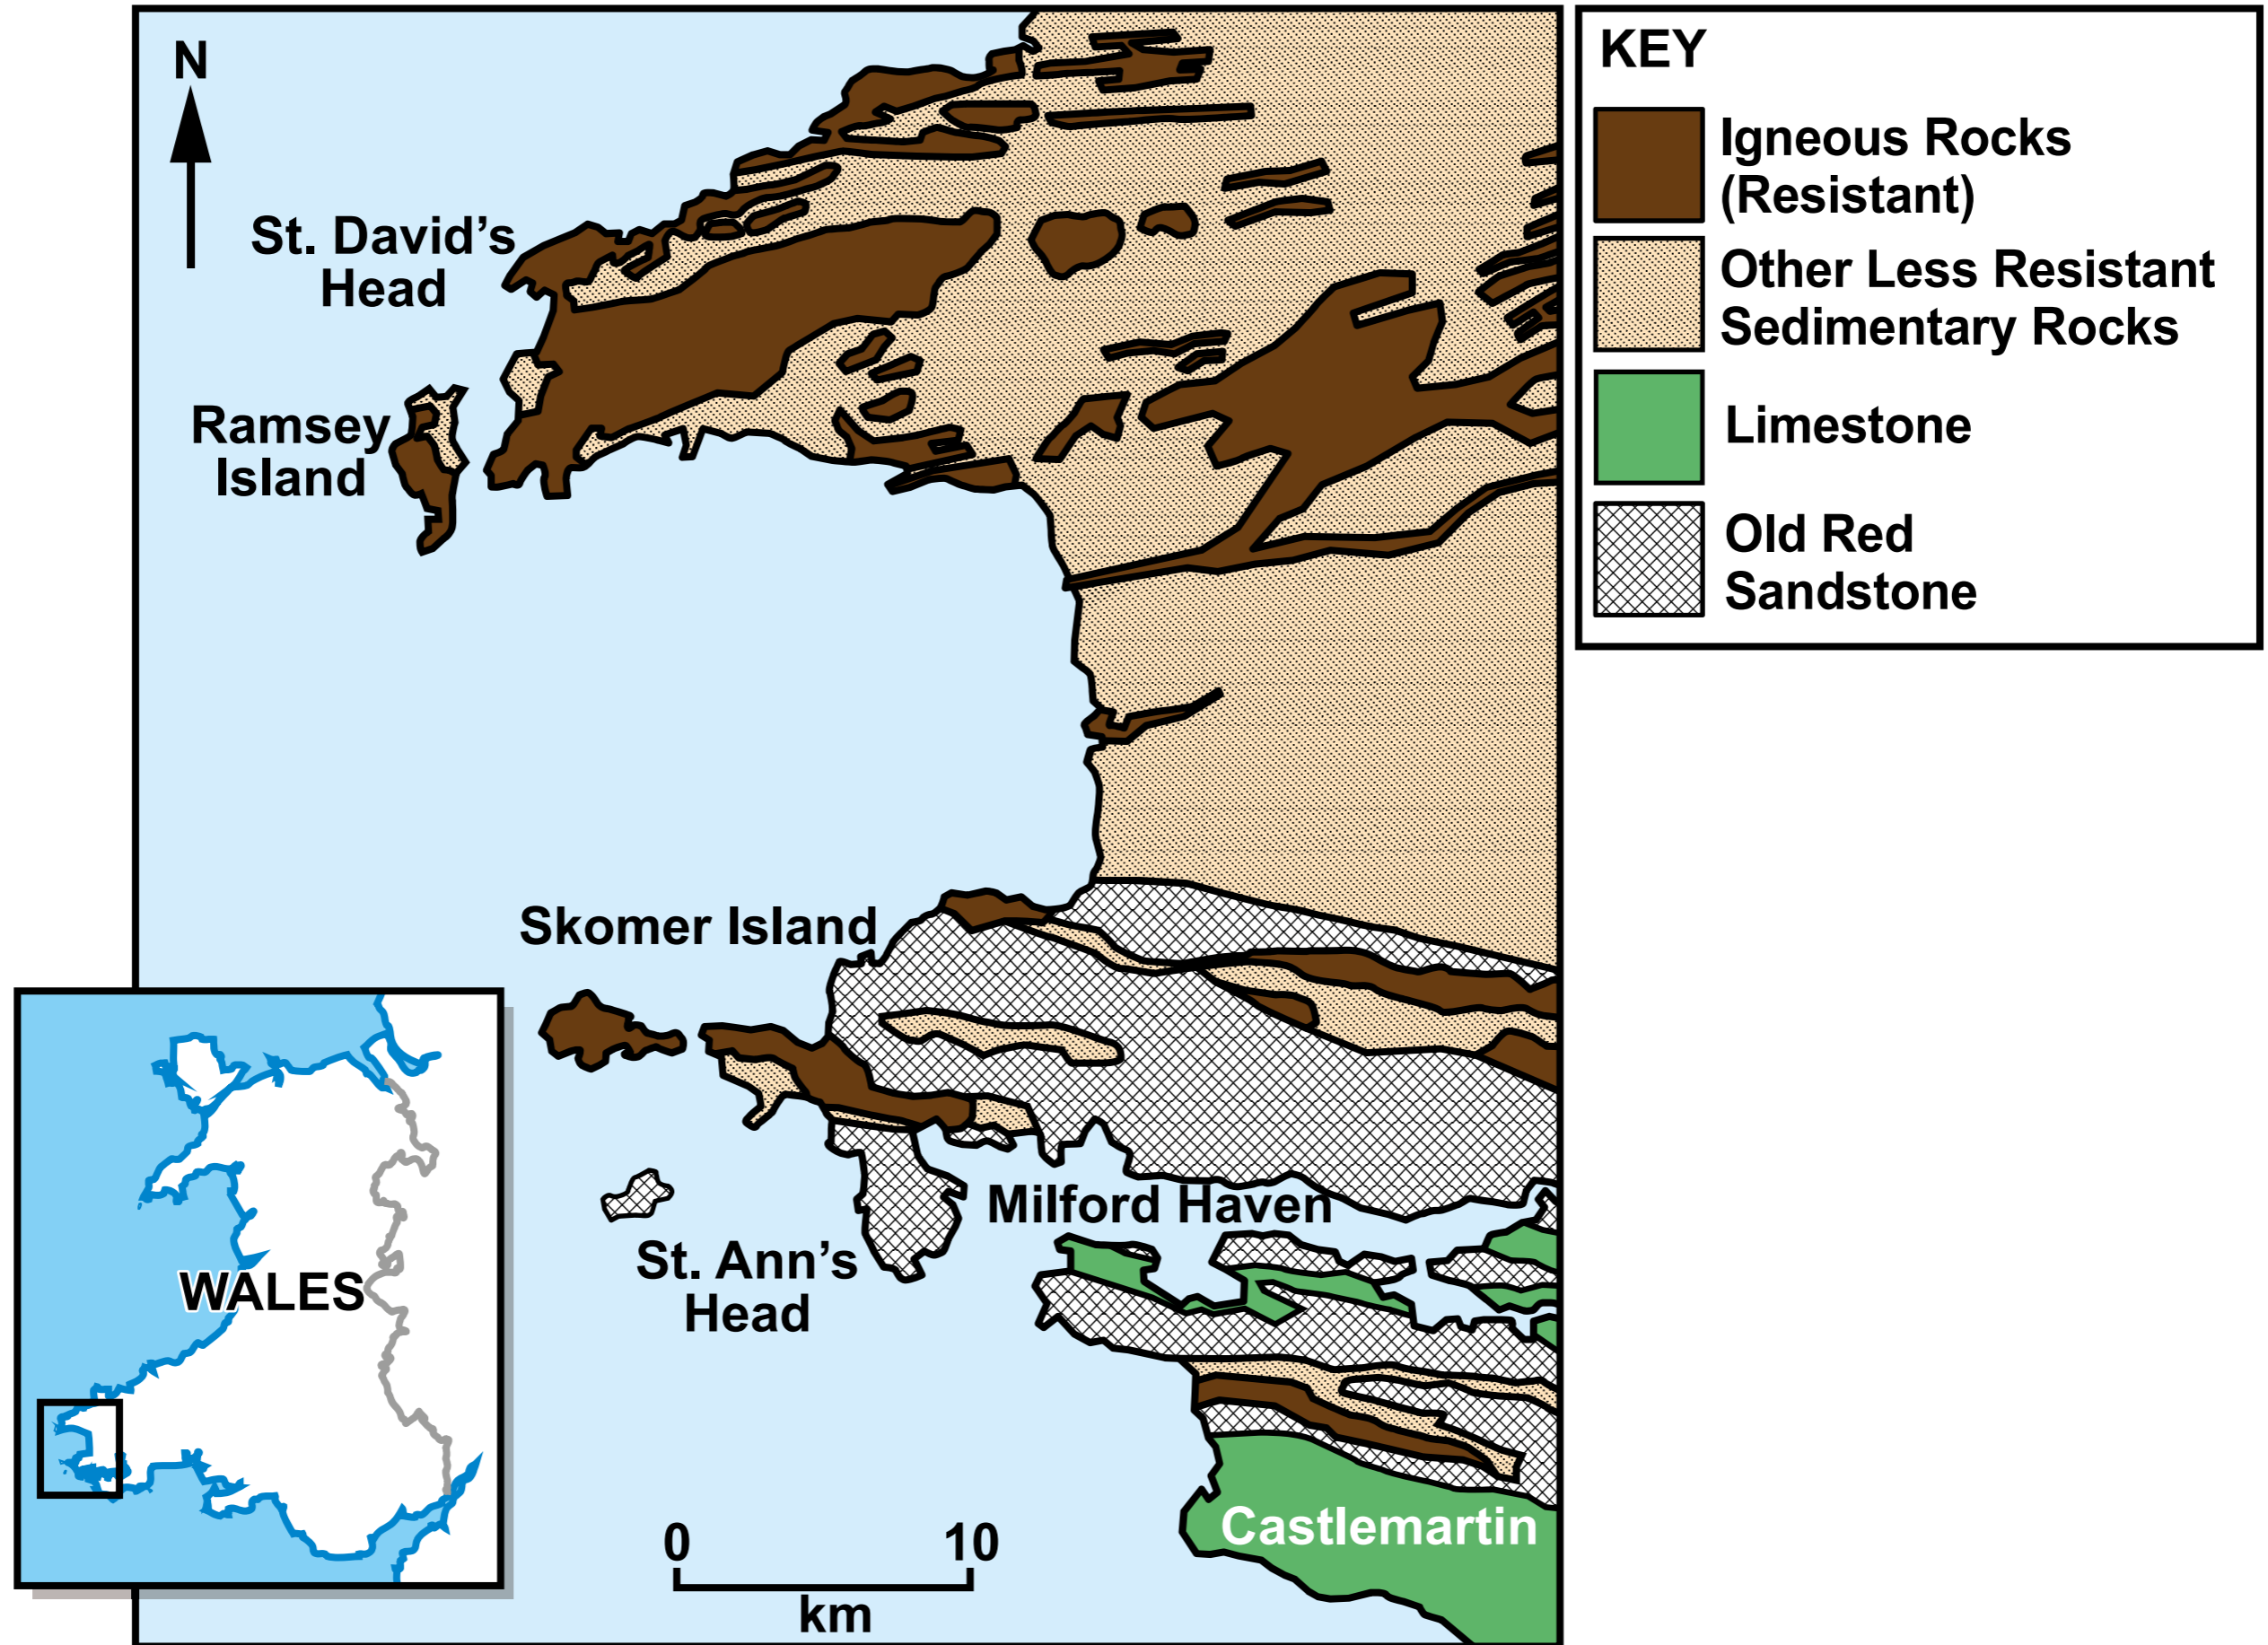 N
St. David's
Head
Ramsey
Island
Skomer Island
Milford Haven
St. Ann's
Head
Castlemartin
WALES
0
10
km
KEY
Igneous Rocks
(Resistant)
Other Less Resistant
Sedimentary Rocks
Limestone
Old Red
Sandstone